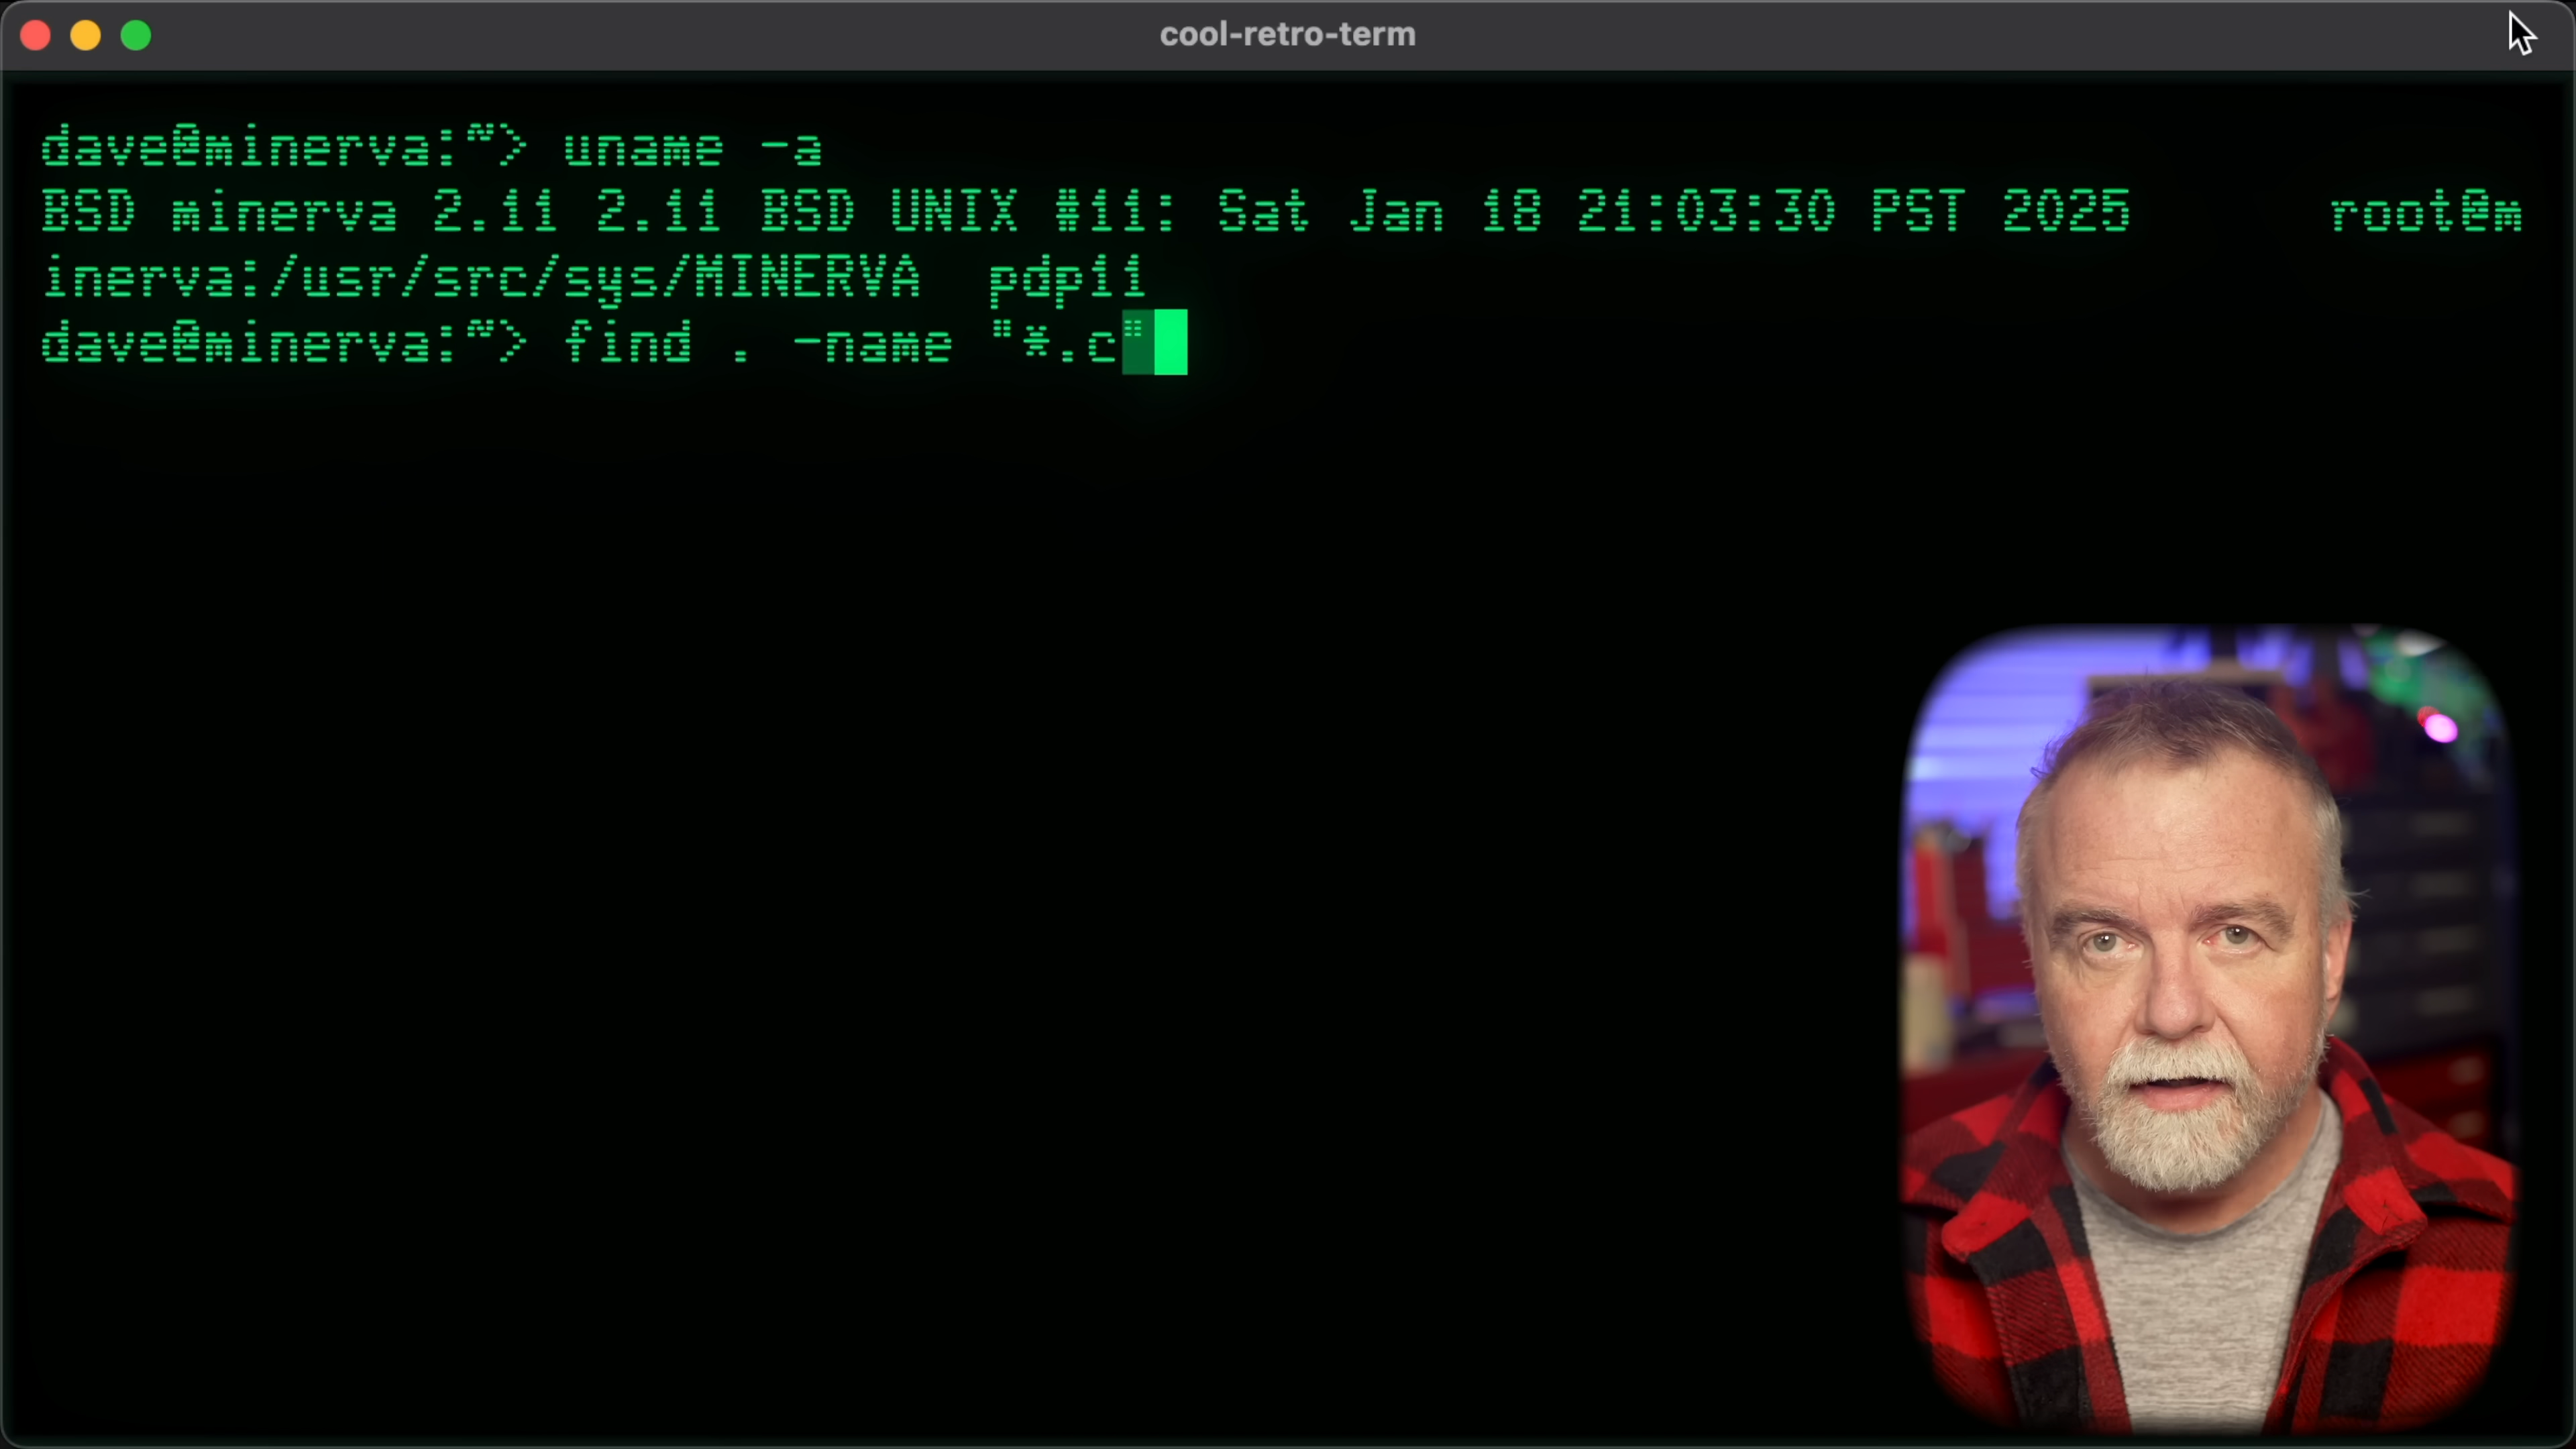 cool-retro-term
dave@minerva:~> uname -a
BSD minerva 2.11 2.11 BSD UNIX #11: Sat Jan 18 21:03:30 PST 2025      root@m
inerva:/usr/src/sys/MINERVA  pdp11
dave@minerva:~> find . -name "*.c"